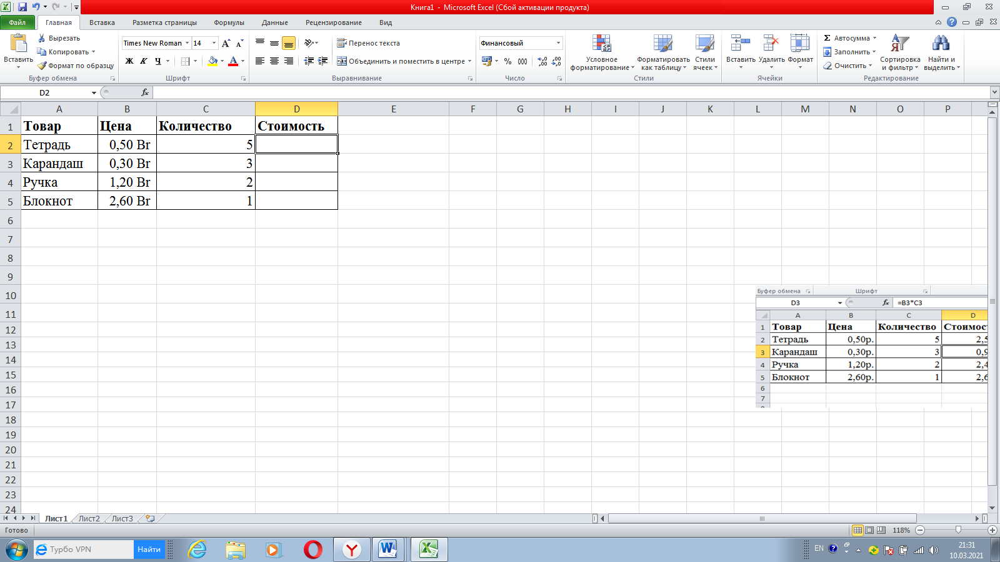 Книга1 - Microsoft Excel (Сбой активации продукта)
Файл Главная Вставка Разметка страницы Формулы Данные Рецензирование Вид
Вставить
Вырезать
Копировать
Формат по образцу
Буфер обмена
Times New Roman 14
Ж К Ч
Шрифт
Перенос текста
Объединить и поместить в центре
Выравнивание
Финансовый
% 000
Число
Условное форматирование
Форматировать как таблицу
Стили ячеек
Стили
Вставить Удалить Формат
Ячейки
Σ Автосумма
Заполнить
Очистить
Сортировка и фильтр
Найти и выделить
Редактирование
D2 fx
A B C D E F G H I J K L M N O P
1 Товар Цена Количество Стоимость
2 Тетрадь 0,50 Br 5
3 Карандаш 0,30 Br 3
4 Ручка 1,20 Br 2
5 Блокнот 2,60 Br 1
6
7
8
9
10
11
12
13
14
15
16
17
18
19
20
21
22
23
24
Буфер обмена Шрифт
D3 fx =B3*C3
A B C D
1 Товар Цена Количество Стоимос
2 Тетрадь 0,50р. 5 2,5
3 Карандаш 0,30р. 3 0,9
4 Ручка 1,20р. 2 2,4
5 Блокнот 2,60р. 1 2,6
6
7
Лист1 Лист2 Лист3
Готово 118%
Турбо VPN Найти
EN 21:31
10.03.2021